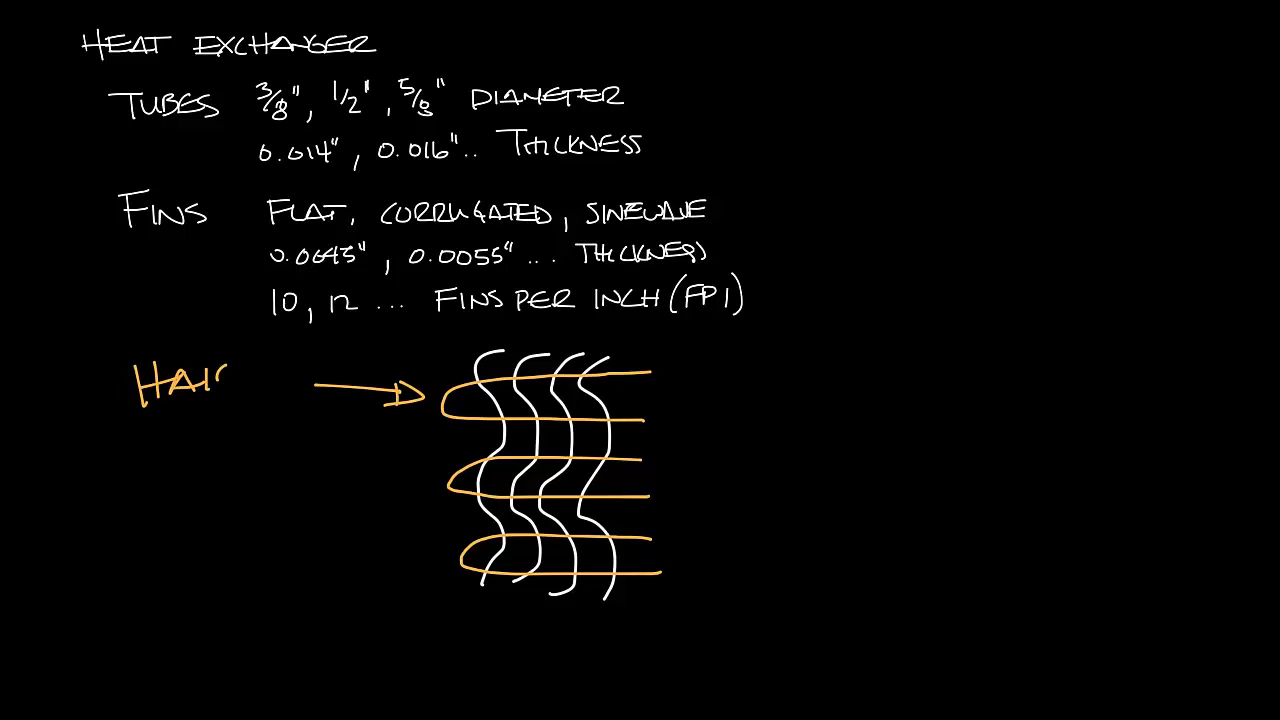 HEAT EXCHANGER
TUBES 3/8", 1/2", 5/8" DIAMETER
0.014", 0.016".. THICKNESS
FINS FLAT, CORRUGATED, SINEWAVE
0.0045", 0.0055" ... THICKNESS
10, 12 ... FINS PER INCH (FPI)
HAIR